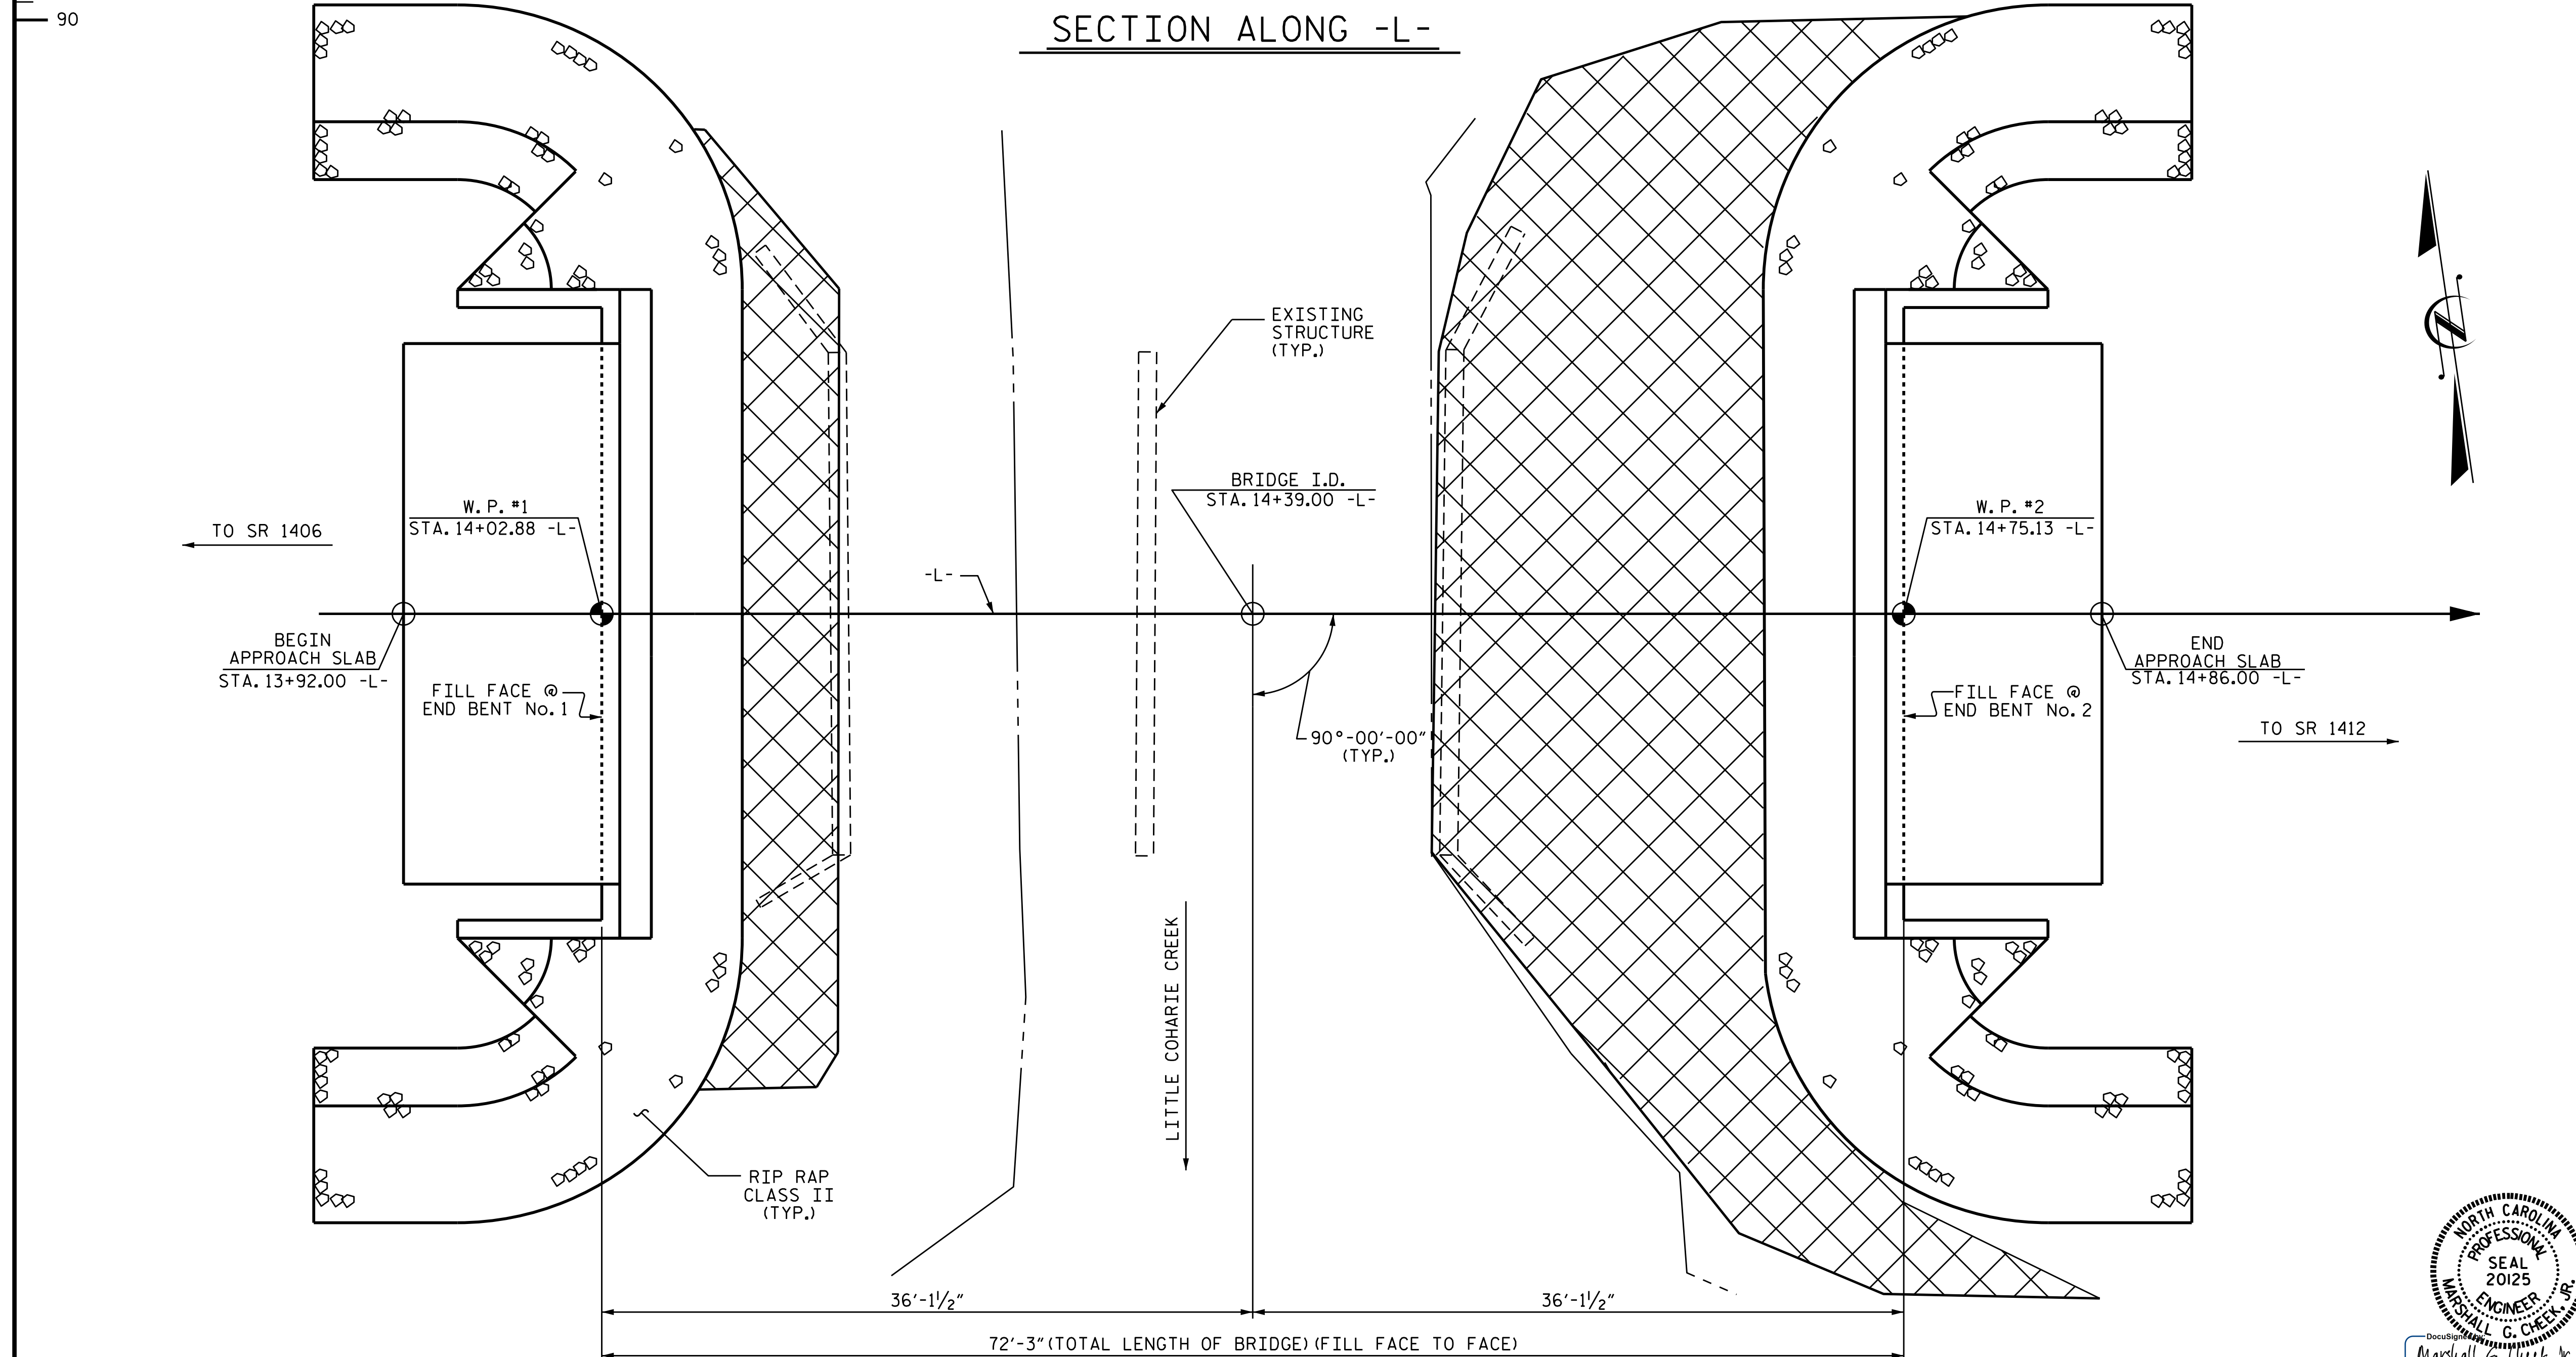 90
SECTION ALONG -L-
EXISTING
STRUCTURE
(TYP.)
BRIDGE I.D.
STA. 14+39.00 -L-
W.P. #1
STA. 14+02.88 -L-
W.P. #2
STA. 14+75.13 -L-
TO SR 1406
-L-
BEGIN
APPROACH SLAB
STA. 13+92.00 -L-
END
APPROACH SLAB
STA. 14+86.00 -L-
FILL FACE @
END BENT No. 1
FILL FACE @
END BENT No. 2
90°-00'-00"
(TYP.)
TO SR 1412
LITTLE COHARIE CREEK
RIP RAP
CLASS II
(TYP.)
36'-1½"
36'-1½"
72'-3" (TOTAL LENGTH OF BRIDGE) (FILL FACE TO FACE)
NORTH CAROLINA
PROFESSIONAL
SEAL
20125
ENGINEER
MARSHALL G. CHEEK, JR.